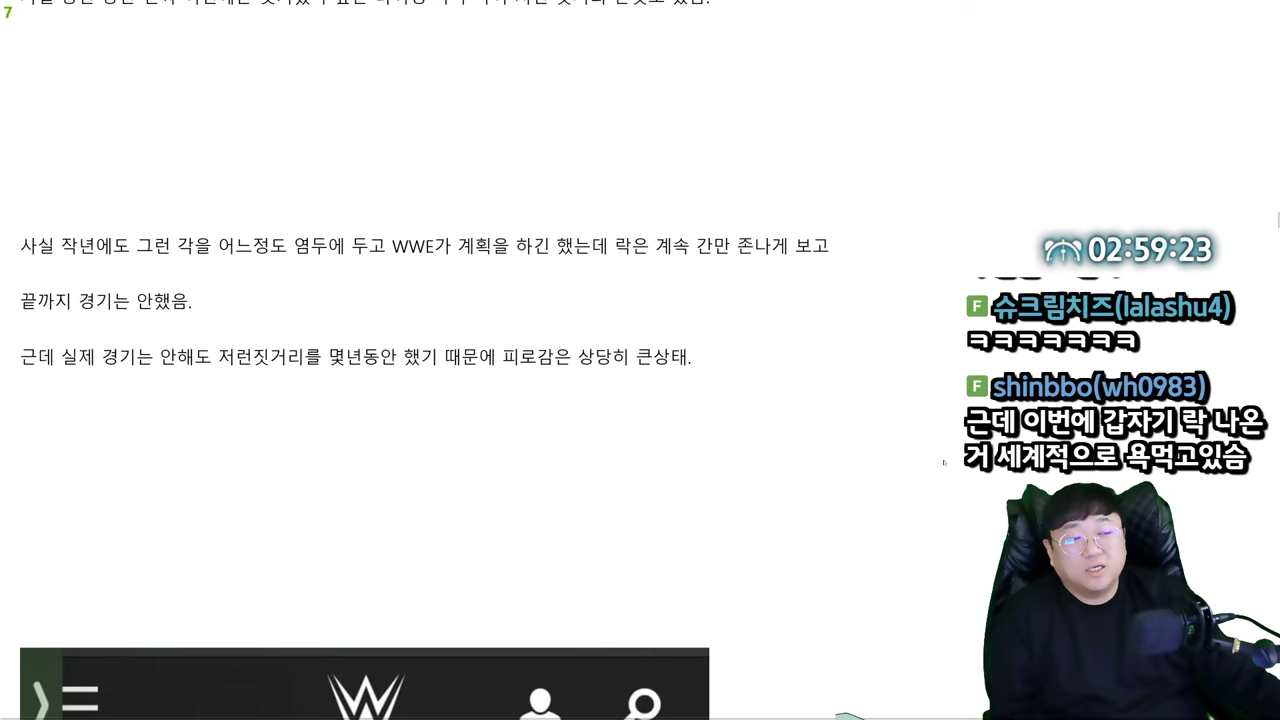 7
사실 작년에도 그런 각을 어느정도 염두에 두고 WWE가 계획을 하긴 했는데 락은 계속 간만 존나게 보고
끝까지 경기는 안했음.
근데 실제 경기는 안해도 저런짓거리를 몇년동안 했기 때문에 피로감은 상당히 큰상태.
02:59:23
F 슈크림치즈(lalashu4)
ㅋㅋㅋㅋㅋㅋㅋ
F shinbbo(wh0983)
근데 이번에 갑자기 락 나온
거 세계적으로 욕먹고있슴
W